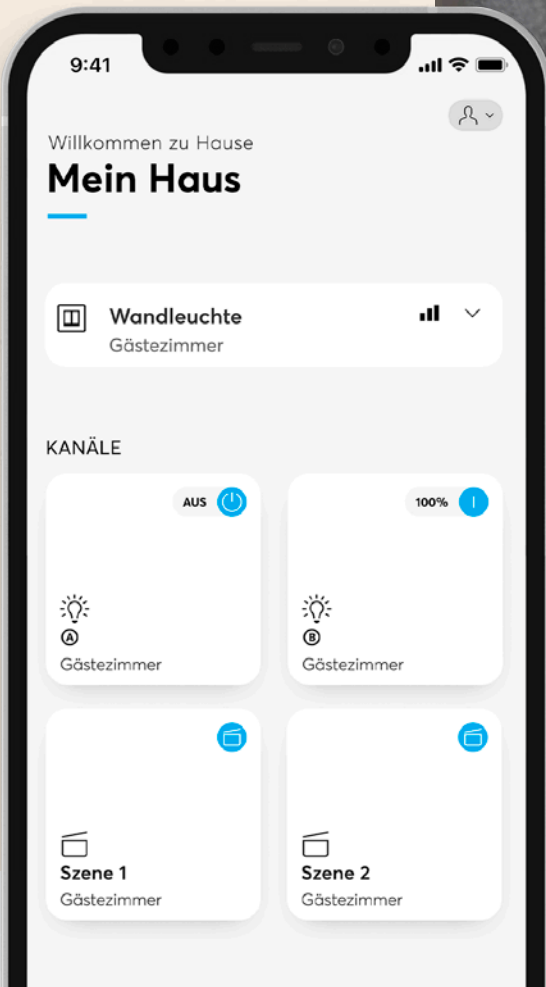 9:41
Willkommen zu Hause
Mein Haus
Wandleuchte
Gästezimmer
KANÄLE
AUS
100%
A
Gästezimmer
B
Gästezimmer
Szene 1
Gästezimmer
Szene 2
Gästezimmer